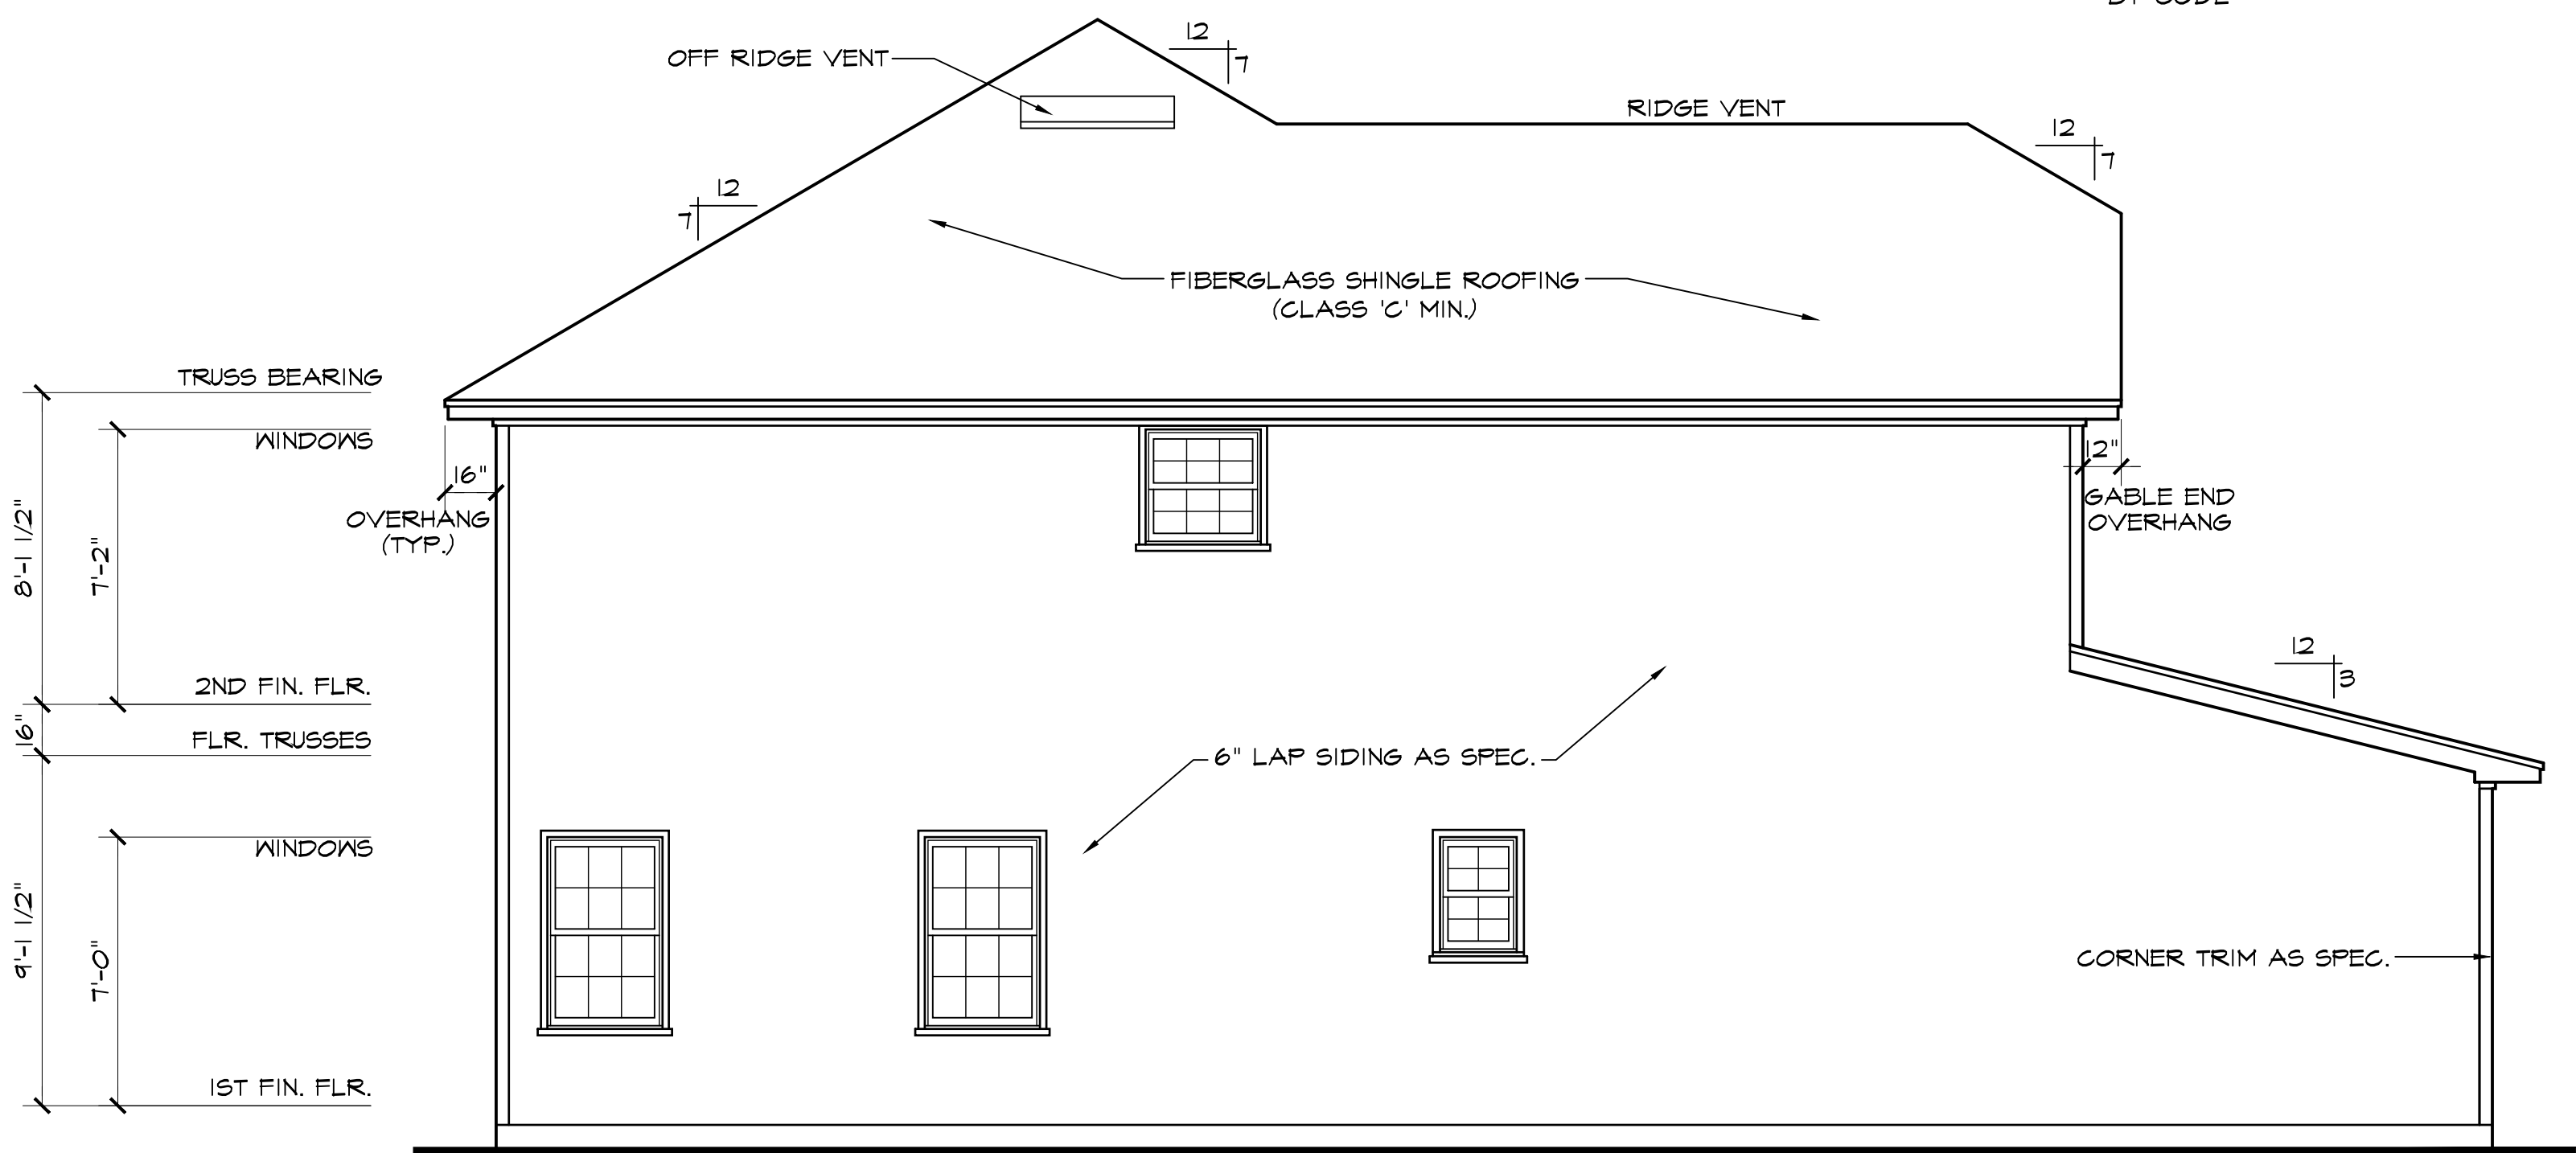 BY CODE
12
7
OFF RIDGE VENT
RIDGE VENT
12
7
12
7
FIBERGLASS SHINGLE ROOFING
(CLASS 'C' MIN.)
TRUSS BEARING
WINDOWS
16"
OVERHANG
(TYP.)
12"
GABLE END
OVERHANG
8'-1 1/2"
7'-2"
12
3
2ND FIN. FLR.
16"
FLR. TRUSSES
6" LAP SIDING AS SPEC.
WINDOWS
9'-1 1/2"
7'-0"
CORNER TRIM AS SPEC.
1ST FIN. FLR.